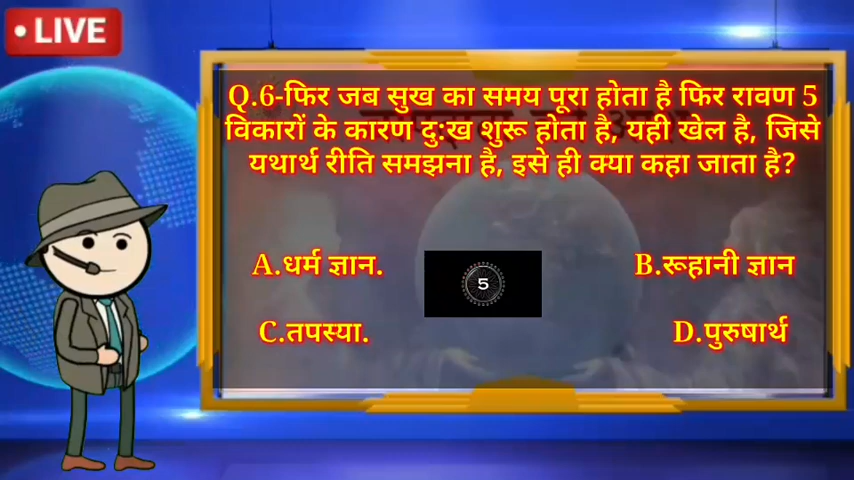 • LIVE
Q.6-फिर जब सुख का समय पूरा होता है फिर रावण 5
विकारों के कारण दु:ख शुरू होता है, यही खेल है, जिसे
यथार्थ रीति समझना है, इसे ही क्या कहा जाता है?
A.धर्म ज्ञान.
B.रूहानी ज्ञान
5
C.तपस्या.
D.पुरुषार्थ